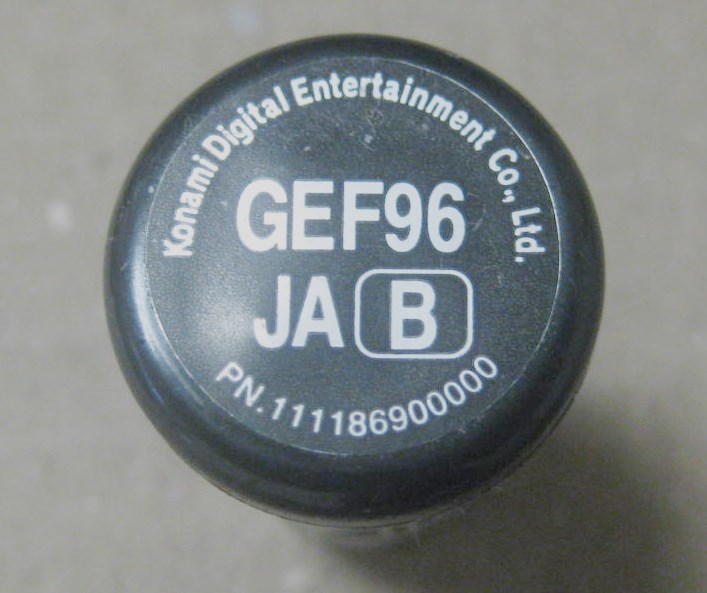 Konami Digital Entertainment Co., Ltd.
GEF96
JA B
PN.111186900000